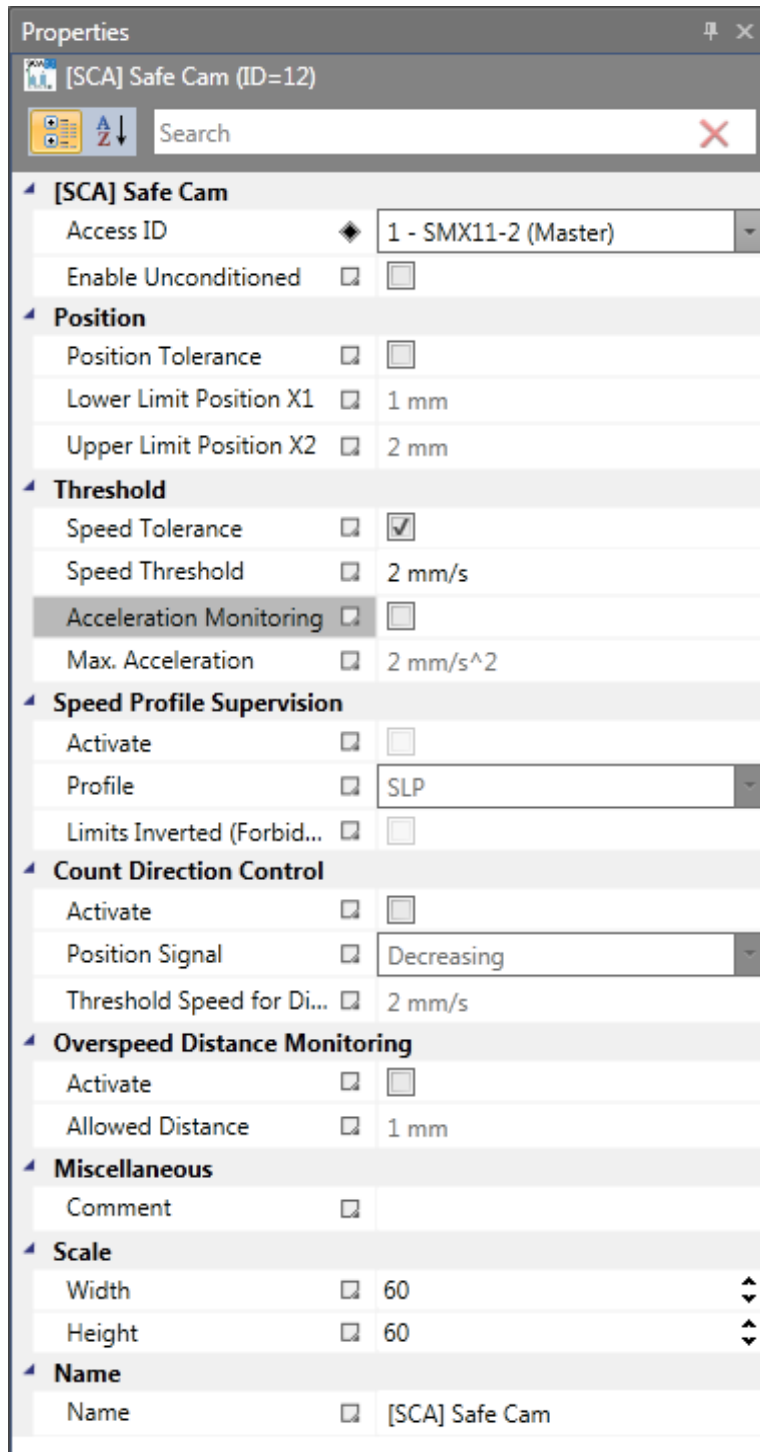 Properties
[SCA] Safe Cam (ID=12)
A Z Search
[SCA] Safe Cam
Access ID 1 - SMX11-2 (Master)
Enable Unconditioned
Position
Position Tolerance
Lower Limit Position X1 1 mm
Upper Limit Position X2 2 mm
Threshold
Speed Tolerance
Speed Threshold 2 mm/s
Acceleration Monitoring
Max. Acceleration 2 mm/s^2
Speed Profile Supervision
Activate
Profile SLP
Limits Inverted (Forbid...
Count Direction Control
Activate
Position Signal Decreasing
Threshold Speed for Di... 2 mm/s
Overspeed Distance Monitoring
Activate
Allowed Distance 1 mm
Miscellaneous
Comment
Scale
Width 60
Height 60
Name
Name [SCA] Safe Cam